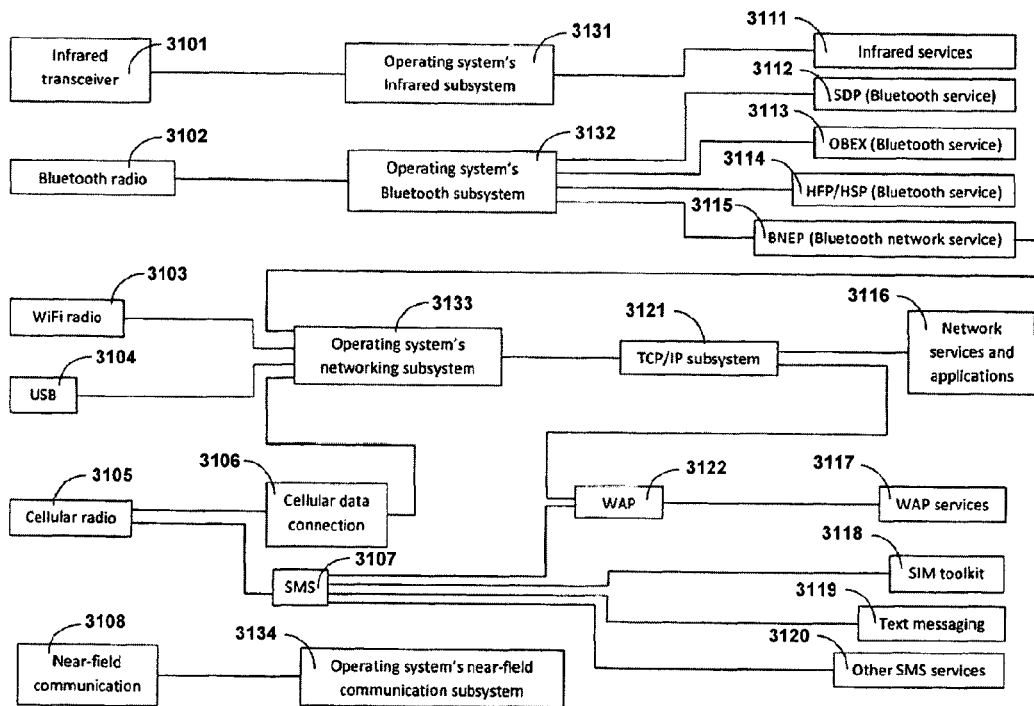 3101
Infrared
transceiver
3131
Operating system's
Infrared subsystem
3111
Infrared services
3112
SDP (Bluetooth service)
3113
OBEX (Bluetooth service)
3102
Bluetooth radio
3132
Operating system's
Bluetooth subsystem
3114
HFP/HSP (Bluetooth service)
3115
BNEP (Bluetooth network service)
3103
WiFi radio
3104
USB
3133
Operating system's
networking subsystem
3121
TCP/IP subsystem
3116
Network
services and
applications
3105
Cellular radio
3106
Cellular data
connection
3122
WAP
3117
WAP services
3107
SMS
3118
SIM toolkit
3119
Text messaging
3120
Other SMS services
3108
Near-field
communication
3134
Operating system's near-field
communication subsystem